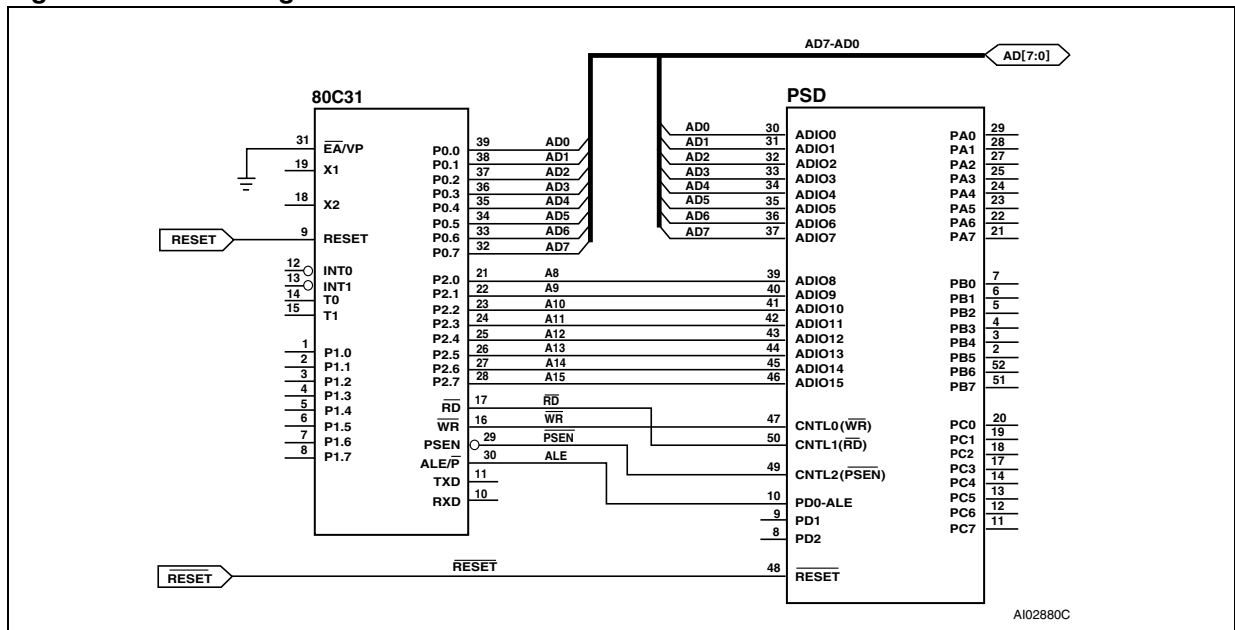 AD7-AD0
AD[7:0]
80C31
PSD
31 EA/VP
19 X1
18 X2
RESET 9 RESET
12 INT0
13 INT1
14 T0
15 T1
1 P1.0
2 P1.1
3 P1.2
4 P1.3
5 P1.4
6 P1.5
7 P1.6
8 P1.7
P0.0 39 AD0
P0.1 38 AD1
P0.2 37 AD2
P0.3 36 AD3
P0.4 35 AD4
P0.5 34 AD5
P0.6 33 AD6
P0.7 32 AD7
P2.0 21 A8
P2.1 22 A9
P2.2 23 A10
P2.3 24 A11
P2.4 25 A12
P2.5 26 A13
P2.6 27 A14
P2.7 28 A15
RD 17 RD
WR 16 WR
PSEN 29 PSEN
ALE/P 30 ALE
TXD 11
RXD 10
AD0 30 ADIO0
AD1 31 ADIO1
AD2 32 ADIO2
AD3 33 ADIO3
AD4 34 ADIO4
AD5 35 ADIO5
AD6 36 ADIO6
AD7 37 ADIO7
39 ADIO8
40 ADIO9
41 ADIO10
42 ADIO11
43 ADIO12
44 ADIO13
45 ADIO14
46 ADIO15
47 CNTL0(WR)
50 CNTL1(RD)
49 CNTL2(PSEN)
10 PD0-ALE
9 PD1
8 PD2
RESET RESET 48 RESET
PA0 29
PA1 28
PA2 27
PA3 25
PA4 24
PA5 23
PA6 22
PA7 21
PB0 7
PB1 6
PB2 5
PB3 4
PB4 3
PB5 2
PB6 52
PB7 51
PC0 20
PC1 19
PC2 18
PC3 17
PC4 14
PC5 13
PC6 12
PC7 11
AI02880C